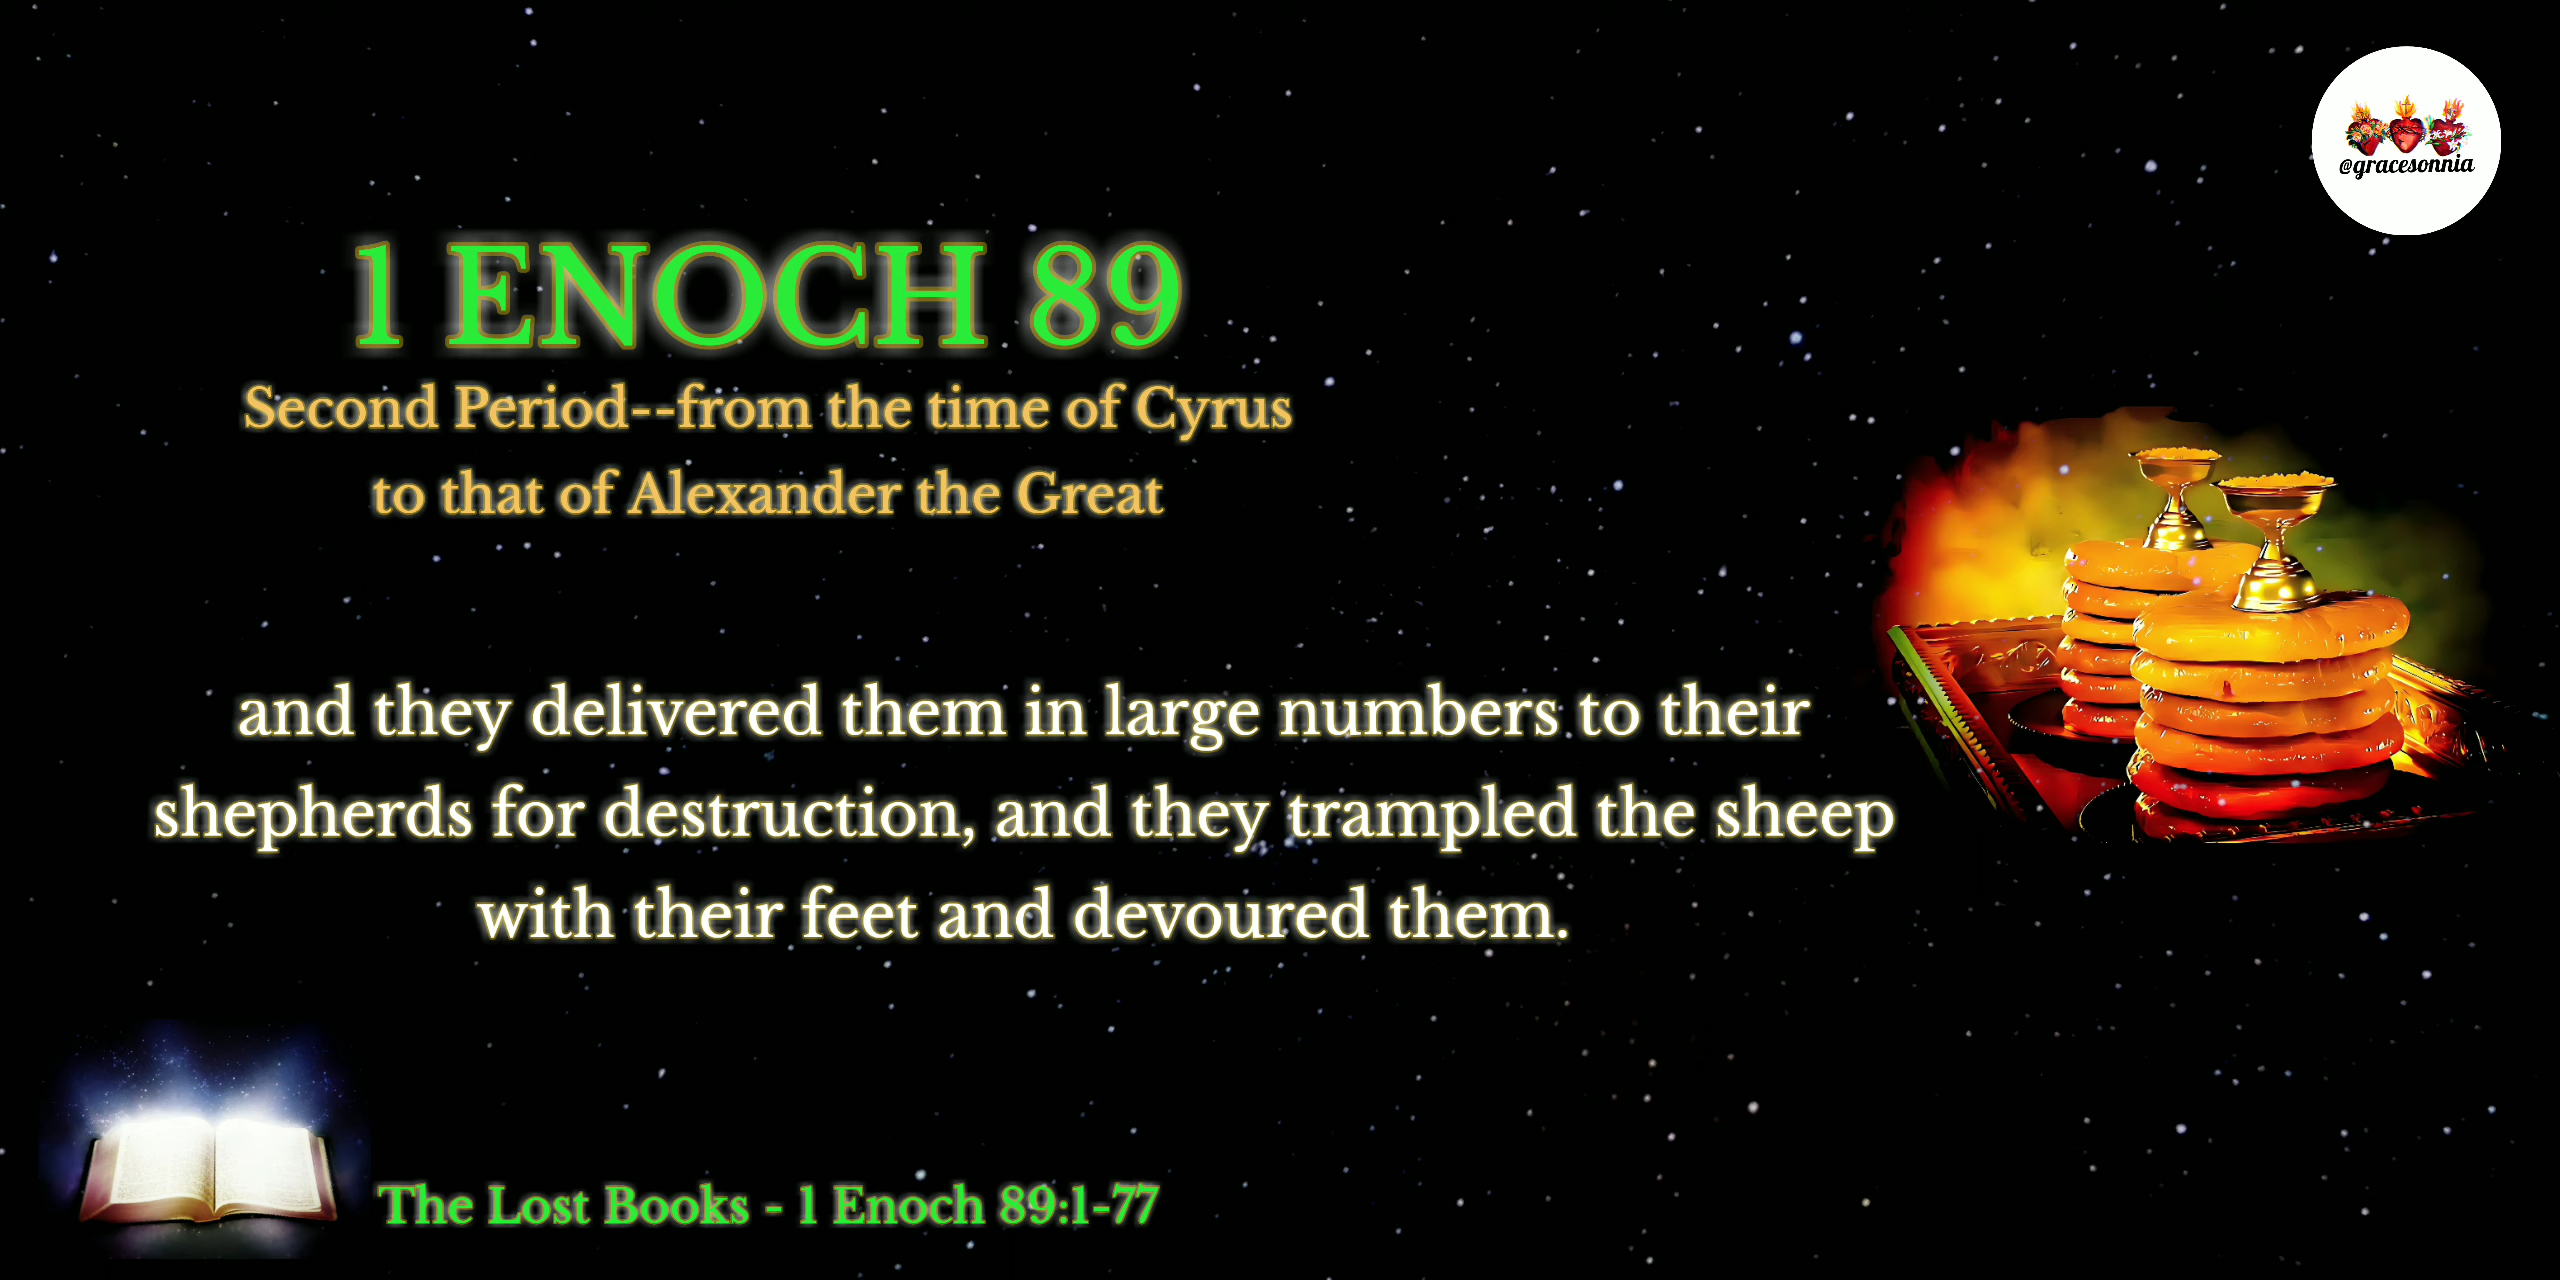 @gracesonnia
1 ENOCH 89
Second Period--from the time of Cyrus
to that of Alexander the Great
and they delivered them in large numbers to their
shepherds for destruction, and they trampled the sheep
with their feet and devoured them.
The Lost Books - 1 Enoch 89:1-77